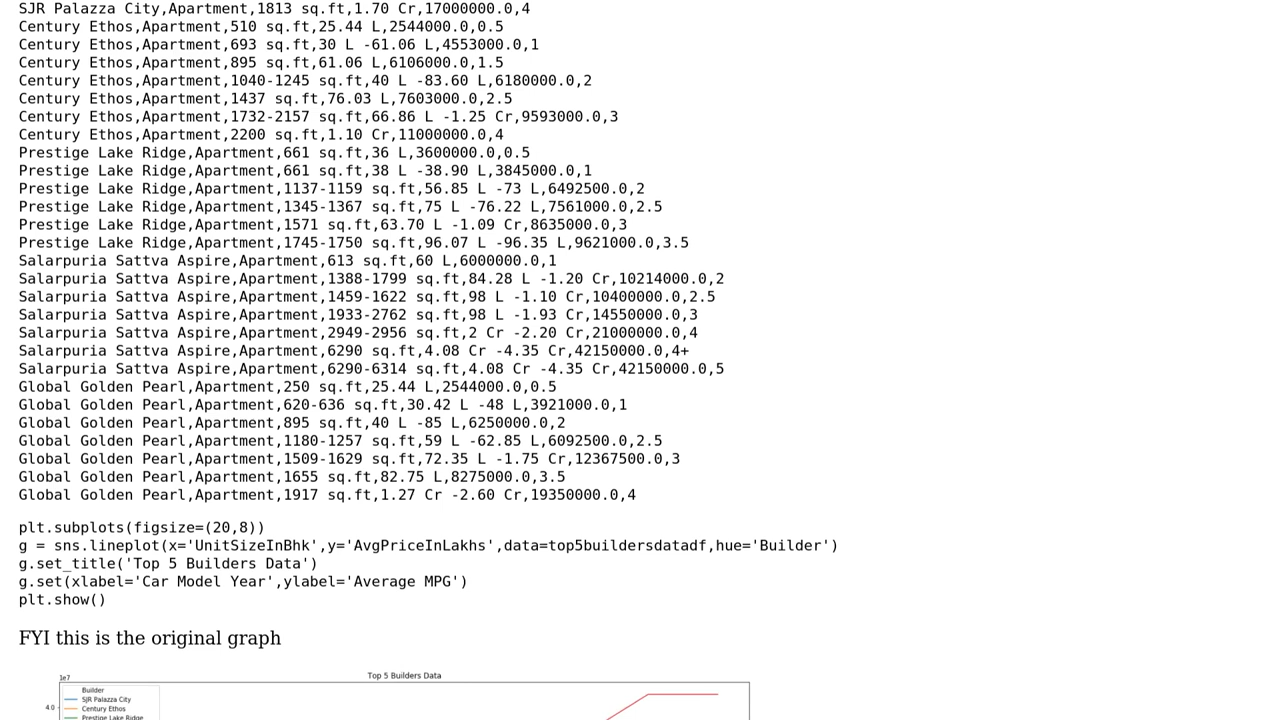 SJR Palazza City,Apartment,1813 sq.ft,1.70 Cr,17000000.0,4
Century Ethos,Apartment,510 sq.ft,25.44 L,2544000.0,0.5
Century Ethos,Apartment,693 sq.ft,30 L -61.06 L,4553000.0,1
Century Ethos,Apartment,895 sq.ft,61.06 L,6106000.0,1.5
Century Ethos,Apartment,1040-1245 sq.ft,40 L -83.60 L,6180000.0,2
Century Ethos,Apartment,1437 sq.ft,76.03 L,7603000.0,2.5
Century Ethos,Apartment,1732-2157 sq.ft,66.86 L -1.25 Cr,9593000.0,3
Century Ethos,Apartment,2200 sq.ft,1.10 Cr,11000000.0,4
Prestige Lake Ridge,Apartment,661 sq.ft,36 L,3600000.0,0.5
Prestige Lake Ridge,Apartment,661 sq.ft,38 L -38.90 L,3845000.0,1
Prestige Lake Ridge,Apartment,1137-1159 sq.ft,56.85 L -73 L,6492500.0,2
Prestige Lake Ridge,Apartment,1345-1367 sq.ft,75 L -76.22 L,7561000.0,2.5
Prestige Lake Ridge,Apartment,1571 sq.ft,63.70 L -1.09 Cr,8635000.0,3
Prestige Lake Ridge,Apartment,1745-1750 sq.ft,96.07 L -96.35 L,9621000.0,3.5
Salarpuria Sattva Aspire,Apartment,613 sq.ft,60 L,6000000.0,1
Salarpuria Sattva Aspire,Apartment,1388-1799 sq.ft,84.28 L -1.20 Cr,10214000.0,2
Salarpuria Sattva Aspire,Apartment,1459-1622 sq.ft,98 L -1.10 Cr,10400000.0,2.5
Salarpuria Sattva Aspire,Apartment,1933-2762 sq.ft,98 L -1.93 Cr,14550000.0,3
Salarpuria Sattva Aspire,Apartment,2949-2956 sq.ft,2 Cr -2.20 Cr,21000000.0,4
Salarpuria Sattva Aspire,Apartment,6290 sq.ft,4.08 Cr -4.35 Cr,42150000.0,4+
Salarpuria Sattva Aspire,Apartment,6290-6314 sq.ft,4.08 Cr -4.35 Cr,42150000.0,5
Global Golden Pearl,Apartment,250 sq.ft,25.44 L,2544000.0,0.5
Global Golden Pearl,Apartment,620-636 sq.ft,30.42 L -48 L,3921000.0,1
Global Golden Pearl,Apartment,895 sq.ft,40 L -85 L,6250000.0,2
Global Golden Pearl,Apartment,1180-1257 sq.ft,59 L -62.85 L,6092500.0,2.5
Global Golden Pearl,Apartment,1509-1629 sq.ft,72.35 L -1.75 Cr,12367500.0,3
Global Golden Pearl,Apartment,1655 sq.ft,82.75 L,8275000.0,3.5
Global Golden Pearl,Apartment,1917 sq.ft,1.27 Cr -2.60 Cr,19350000.0,4
plt.subplots(figsize=(20,8))
g = sns.lineplot(x='UnitSizeInBhk',y='AvgPriceInLakhs',data=top5buildersdatadf,hue='Builder')
g.set_title('Top 5 Builders Data')
g.set(xlabel='Car Model Year',ylabel='Average MPG')
plt.show()
FYI this is the original graph
Top 5 Builders Data
1e7
Builder
SJR Palazza City
4.0
Century Ethos
Prestige Lake Ridge